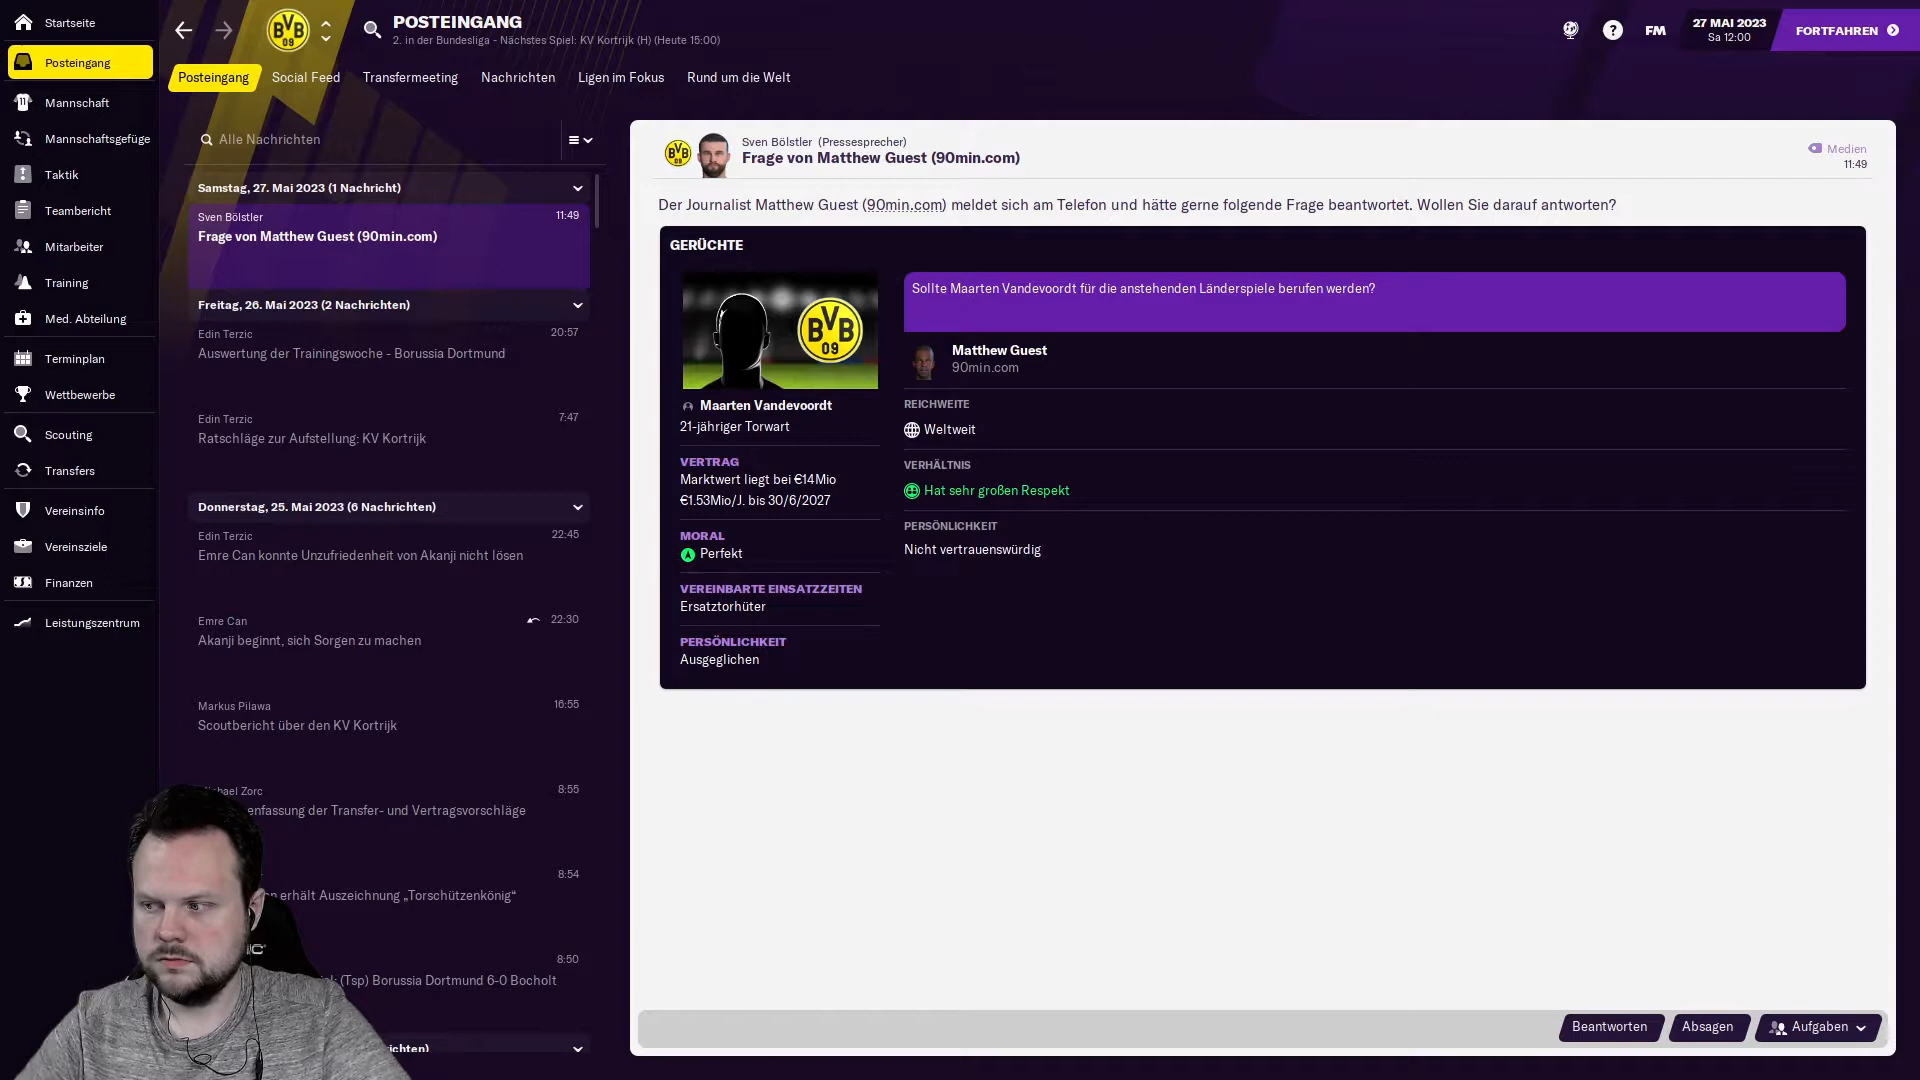 Startseite
Posteingang
Mannschaft
Mannschaftsgefüge
Taktik
Teambericht
Mitarbeiter
Training
Med. Abteilung
Terminplan
Wettbewerbe
Scouting
Transfers
Vereinsinfo
Vereinsziele
Finanzen
Leistungszentrum
BVB 09
POSTEINGANG
2. in der Bundesliga - Nächstes Spiel: KV Kortrijk (H) (Heute 15:00)
FM
27 MAI 2023
Sa 12:00
FORTFAHREN
Posteingang Social Feed Transfermeeting Nachrichten Ligen im Fokus Rund um die Welt
Alle Nachrichten
Samstag, 27. Mai 2023 (1 Nachricht)
Sven Bölstler 11:49
Frage von Matthew Guest (90min.com)
Freitag, 26. Mai 2023 (2 Nachrichten)
Edin Terzic 20:57
Auswertung der Trainingswoche - Borussia Dortmund
Edin Terzic 7:47
Ratschläge zur Aufstellung: KV Kortrijk
Donnerstag, 25. Mai 2023 (6 Nachrichten)
Edin Terzic 22:45
Emre Can konnte Unzufriedenheit von Akanji nicht lösen
Emre Can 22:30
Akanji beginnt, sich Sorgen zu machen
Markus Pilawa 16:55
Scoutbericht über den KV Kortrijk
Zorc 8:55
der Transfer- und Vertragsvorschläge
8:54
erhält Auszeichnung „Torschützenkönig“
8:50
(Tsp) Borussia Dortmund 6-0 Bocholt
BVB 09
Sven Bölstler (Pressesprecher)
Frage von Matthew Guest (90min.com)
Medien
11:49
Der Journalist Matthew Guest (90min.com) meldet sich am Telefon und hätte gerne folgende Frage beantwortet. Wollen Sie darauf antworten?
GERÜCHTE
BVB 09
Maarten Vandevoordt
21-jähriger Torwart
VERTRAG
Marktwert liegt bei €14Mio
€1.53Mio/J. bis 30/6/2027
MORAL
Perfekt
VEREINBARTE EINSATZZEITEN
Ersatztorhüter
PERSÖNLICHKEIT
Ausgeglichen
Sollte Maarten Vandevoordt für die anstehenden Länderspiele berufen werden?
Matthew Guest
90min.com
REICHWEITE
Weltweit
VERHÄLTNIS
Hat sehr großen Respekt
PERSÖNLICHKEIT
Nicht vertrauenswürdig
Beantworten Absagen Aufgaben